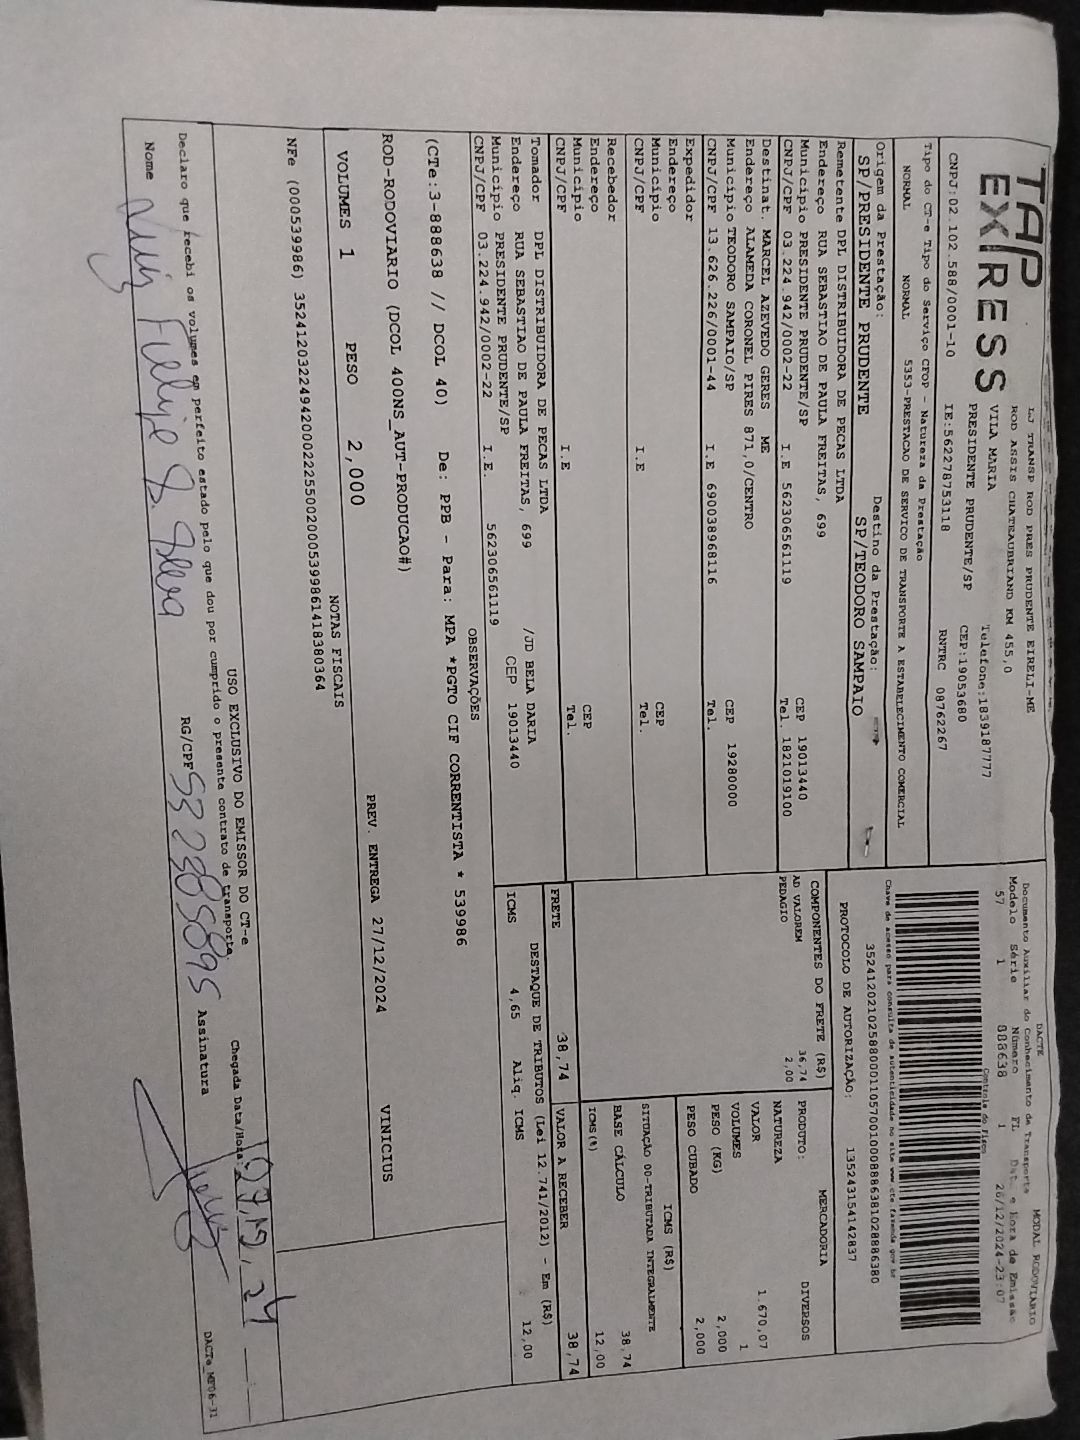 TAP EXPRESS
LJ TRANSP ROD PRES PRUDENTE EIRELI-ME
ROD ASSIS CHATEAUBRIAND KM 455,0
VILA MARIA Telefone:1839187777
PRESIDENTE PRUDENTE/SP CEP:19053680
CNPJ:02.102.588/0001-10 IE:562278753118 RNTRC 08762267
DACTE MODAL RODOVIARIO
Documento Auxiliar do Conhecimento de Transporte
Modelo Série Número FL Dat. e Hora de Emissão
57 1 888638 1 26/12/2024-23:07
Controle do Fisco
Chave de acesso para consulta de autenticidade no site www.cte.fazenda.gov.br
35241202102588000110570010008886381028886380
PROTOCOLO DE AUTORIZAÇÃO: 135243154142837
Tipo do CT-e Tipo do Serviço CFOP - Natureza da Prestação
NORMAL NORMAL 5353-PRESTACAO DE SERVICO DE TRANSPORTE A ESTABELECIMENTO COMERCIAL
Origem da Prestação: Destino da Prestação:
SP/PRESIDENTE PRUDENTE SP/TEODORO SAMPAIO
Remetente DPL DISTRIBUIDORA DE PECAS LTDA
Endereço RUA SEBASTIAO DE PAULA FREITAS, 699
Município PRESIDENTE PRUDENTE/SP CEP 19013440
CNPJ/CPF 03.224.942/0002-22 I.E 562306561119 Tel. 1821019100
Destinat. MARCEL AZEVEDO GERES ME
Endereço ALAMEDA CORONEL PIRES 871,0/CENTRO
Município TEODORO SAMPAIO/SP CEP 19280000
CNPJ/CPF 13.626.226/0001-44 I.E 690038968116 Tel.
Expedidor
Endereço
Município CEP
CNPJ/CPF I.E Tel.
Recebedor
Endereço
Município CEP
CNPJ/CPF I.E Tel.
Tomador DPL DISTRIBUIDORA DE PECAS LTDA
Endereço RUA SEBASTIAO DE PAULA FREITAS, 699 /JD BELA DARIA
Município PRESIDENTE PRUDENTE/SP CEP 19013440
CNPJ/CPF 03.224.942/0002-22 I.E. 562306561119
COMPONENTES DO FRETE (R$)
AD VALOREM 36,74
PEDAGIO 2,00
PRODUTO: MERCADORIA
NATUREZA DIVERSOS
VALOR 1.670,07
VOLUMES 1
PESO (KG) 2,000
PESO CUBADO 2,000
ICMS (R$)
SITUAÇÃO 00-TRIBUTADA INTEGRALMENTE
BASE CÁLCULO 38,74
ICMS(%) 12,00
FRETE 38,74 VALOR A RECEBER 38,74
DESTAQUE DE TRIBUTOS (Lei 12.741/2012) - Em (R$)
ICMS 4,65 Aliq. ICMS 12,00
OBSERVAÇÕES
(CTe:3-888638 // DCOL 40) De: PPB - Para: MPA *PGTO CIF CORRENTISTA * 539986
ROD-RODOVIARIO (DCOL 400NS_AUT-PRODUCAO#)
PREV. ENTREGA 27/12/2024 VINICIUS
VOLUMES 1 PESO 2,000
NOTAS FISCAIS
NFe (000539986) 35241203224942000222550020005399861418380364
USO EXCLUSIVO DO EMISSOR DO CT-e
Declaro que recebi os volumes em perfeito estado pelo que dou por cumprido o presente contrato de transporte
Chegada Data/Hora: 27,12,24
Nome Luiz Felipe S. Silva RG/CPF 532385895 Assinatura
DACTe_MP06-31